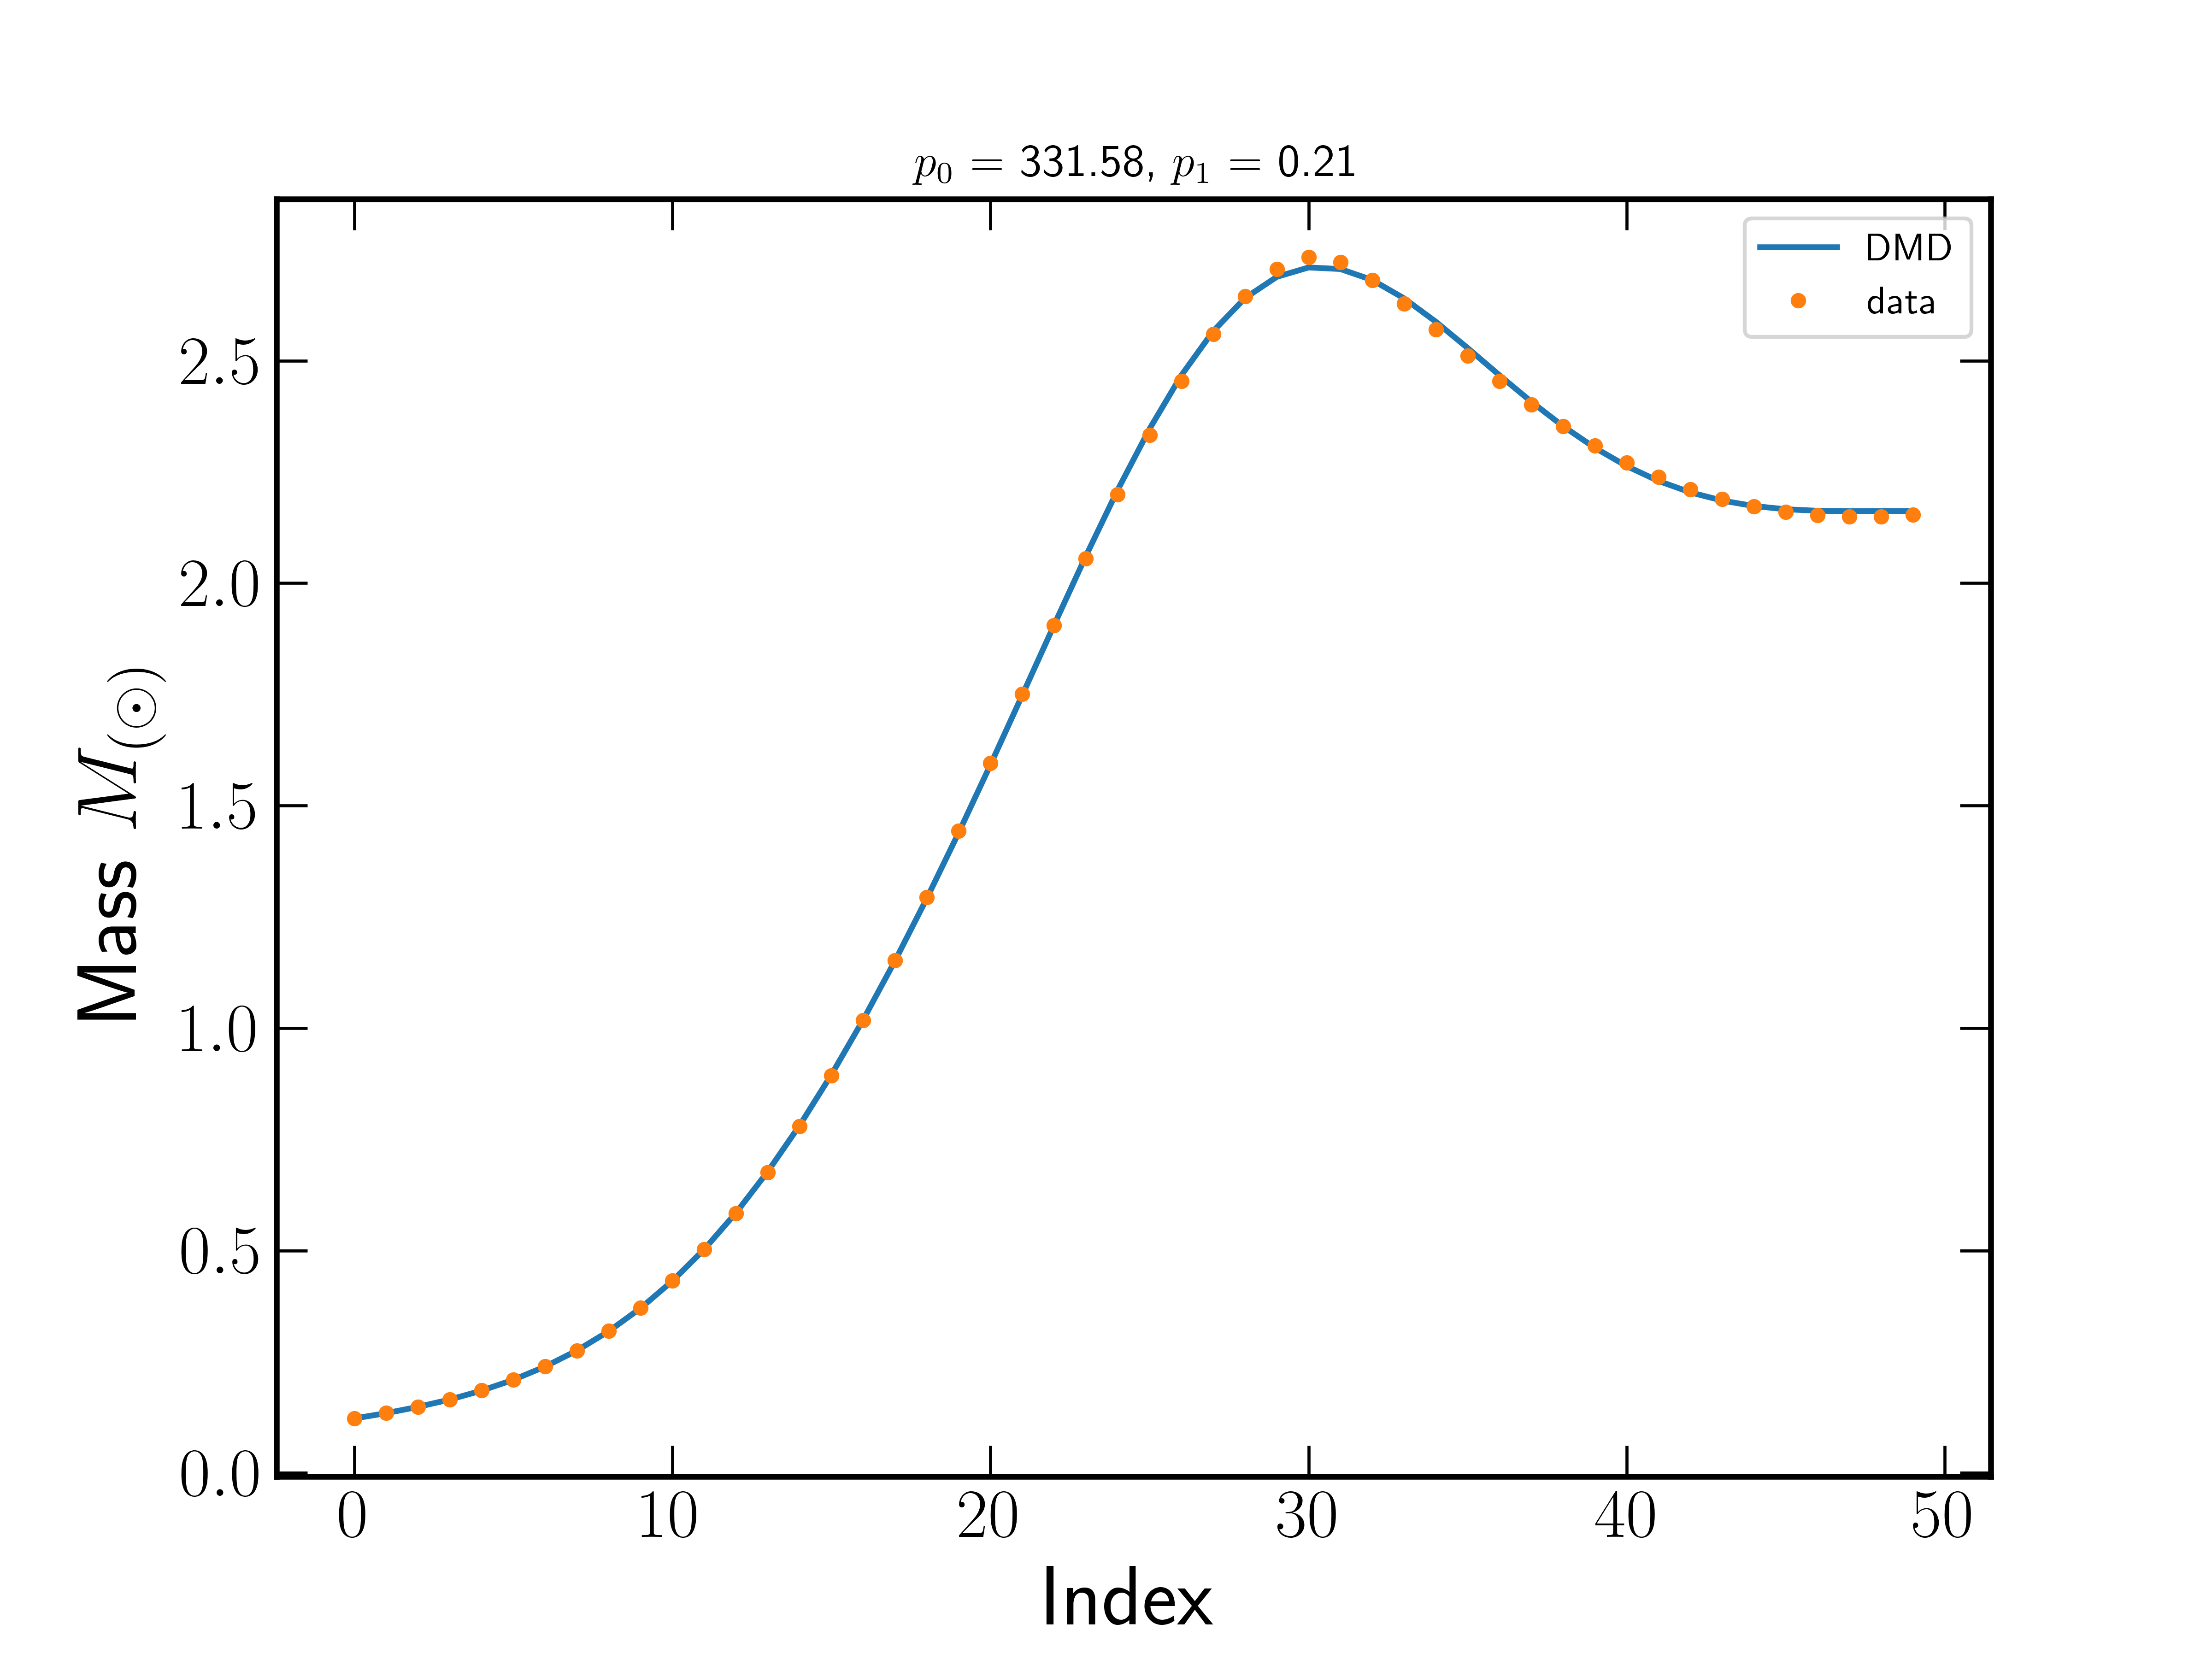 p₀ = 331.58, p₁ = 0.21
DMD
data
2.5
2.0
1.5
1.0
0.5
0.0
Mass M(⊙)
0 10 20 30 40 50
Index